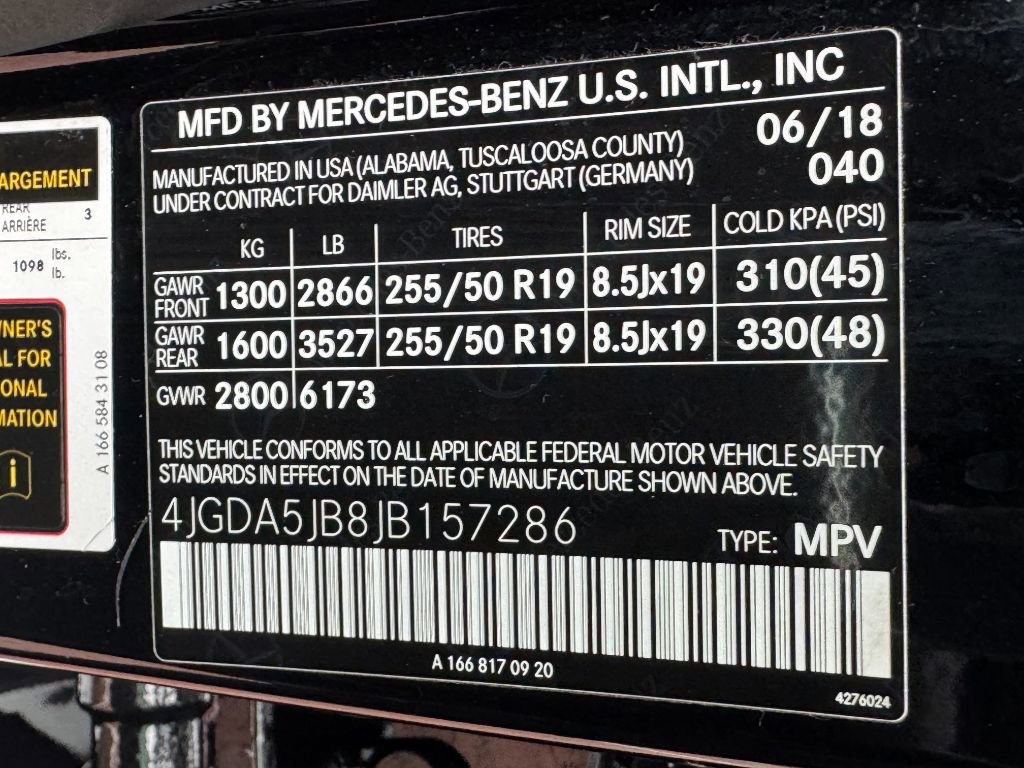 ARGEMENT
REAR
ARRIÈRE
3
1098 lbs.
lb.
WNER'S
AL FOR
IONAL
MATION
i
A 166 584 31 08
MFD BY MERCEDES-BENZ U.S. INTL., INC
MANUFACTURED IN USA (ALABAMA, TUSCALOOSA COUNTY) 06/18
UNDER CONTRACT FOR DAIMLER AG, STUTTGART (GERMANY) 040
KG LB TIRES RIM SIZE COLD KPA (PSI)
GAWR FRONT 1300 2866 255/50 R19 8.5Jx19 310(45)
GAWR REAR 1600 3527 255/50 R19 8.5Jx19 330(48)
GVWR 2800 6173
THIS VEHICLE CONFORMS TO ALL APPLICABLE FEDERAL MOTOR VEHICLE SAFETY
STANDARDS IN EFFECT ON THE DATE OF MANUFACTURE SHOWN ABOVE.
4JGDA5JB8JB157286
TYPE: MPV
A 166 817 09 20
4276024